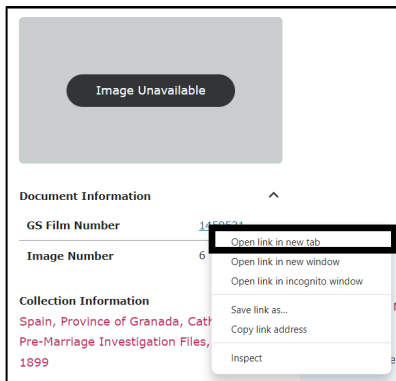 Image Unavailable
Document Information
GS Film Number
Open link in new tab
Image Number 6
Open link in new window
Open link in incognito window
Collection Information
Spain, Province of Granada,
Save link as...
Pre-Marriage Investigation Files,
Copy link address
1899
Inspect